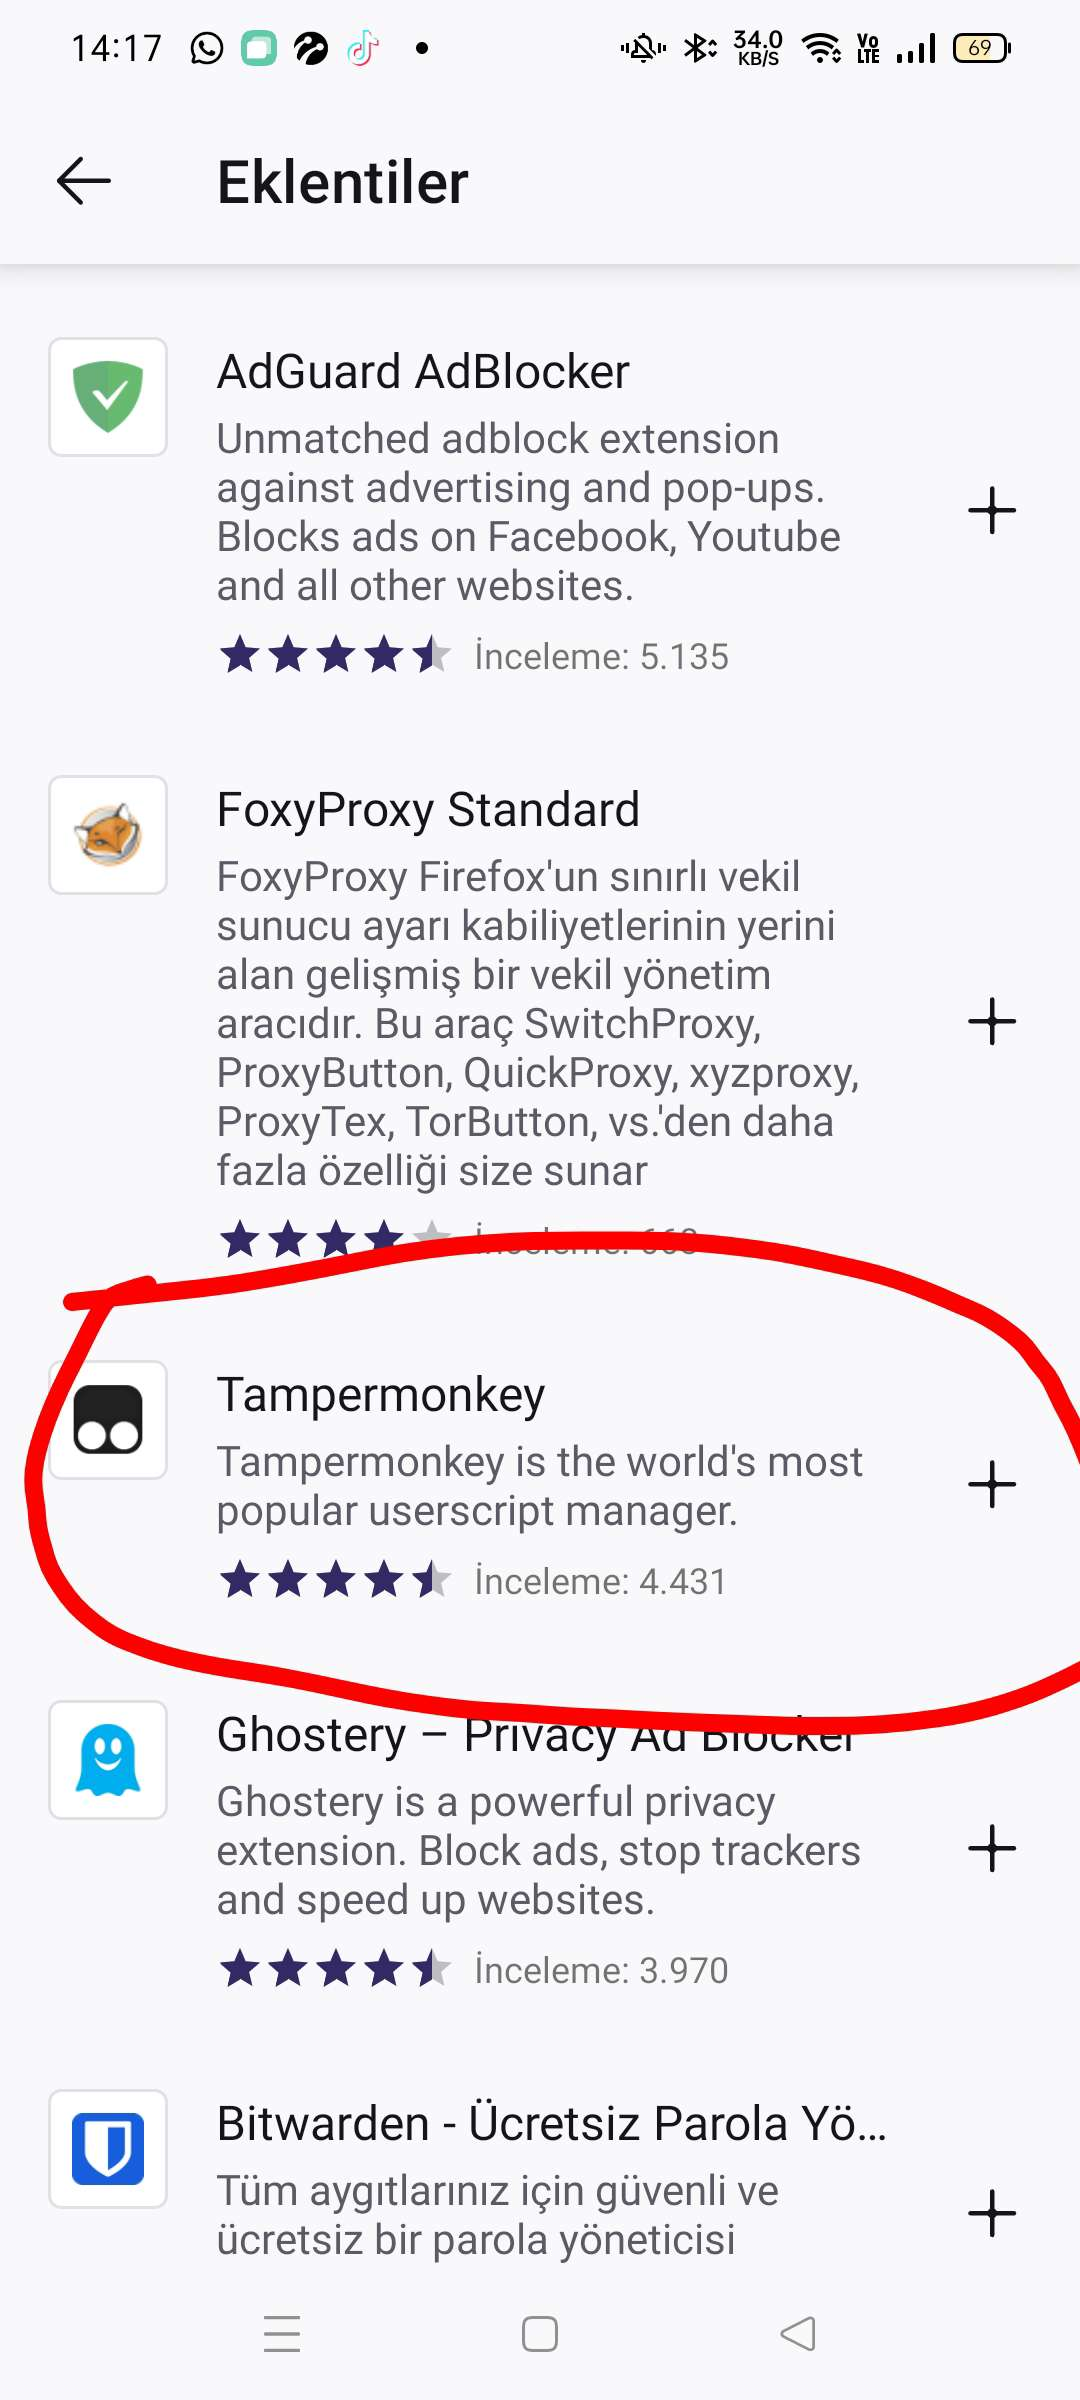 14:17
34.0
KB/S
Vo
LTE
69
Eklentiler
AdGuard AdBlocker
Unmatched adblock extension
against advertising and pop-ups.
Blocks ads on Facebook, Youtube
and all other websites.
İnceleme: 5.135
FoxyProxy Standard
FoxyProxy Firefox'un sınırlı vekil
sunucu ayarı kabiliyetlerinin yerini
alan gelişmiş bir vekil yönetim
aracıdır. Bu araç SwitchProxy,
ProxyButton, QuickProxy, xyzproxy,
ProxyTex, TorButton, vs.'den daha
fazla özelliği size sunar
İnceleme:
Tampermonkey
Tampermonkey is the world's most
popular userscript manager.
İnceleme: 4.431
Ghostery – Privacy Ad Blocker
Ghostery is a powerful privacy
extension. Block ads, stop trackers
and speed up websites.
İnceleme: 3.970
Bitwarden - Ücretsiz Parola Yö...
Tüm aygıtlarınız için güvenli ve
ücretsiz bir parola yöneticisi